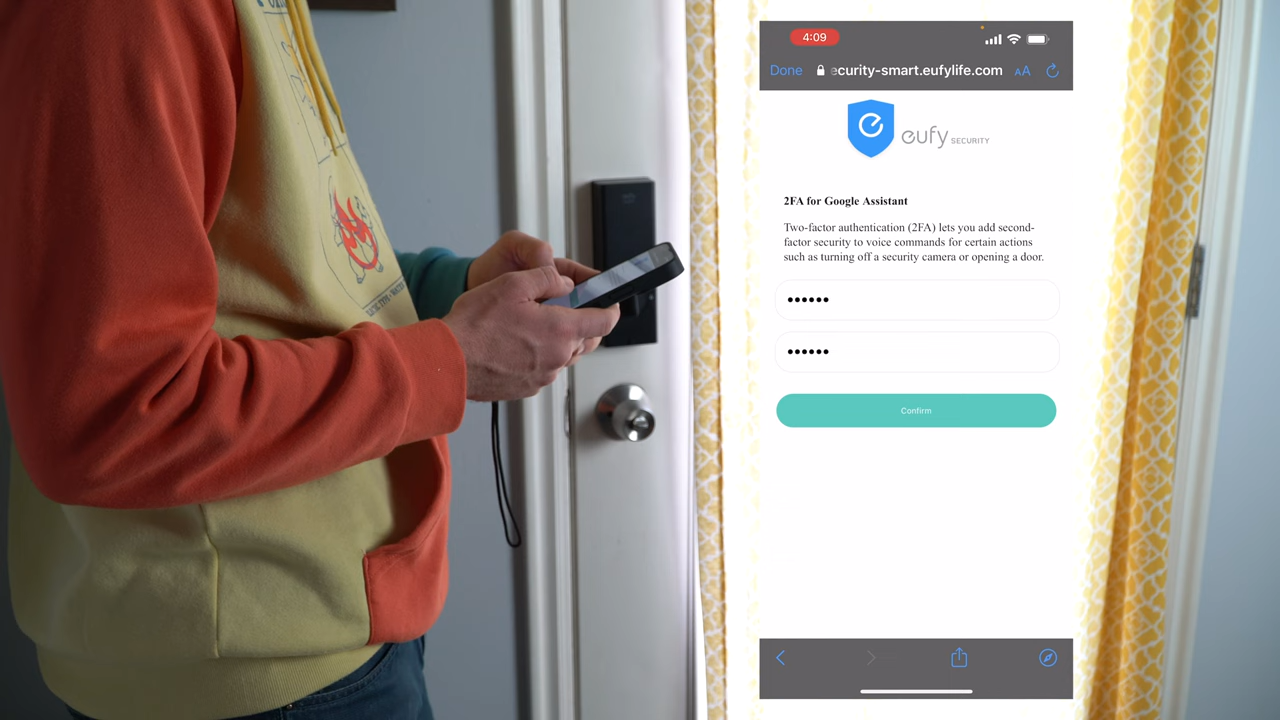 4:09
Done
ecurity-smart.eufylife.com
AA
eufy SECURITY
2FA for Google Assistant
Two-factor authentication (2FA) lets you add second-
factor security to voice commands for certain actions
such as turning off a security camera or opening a door.
••••••
••••••
Confirm